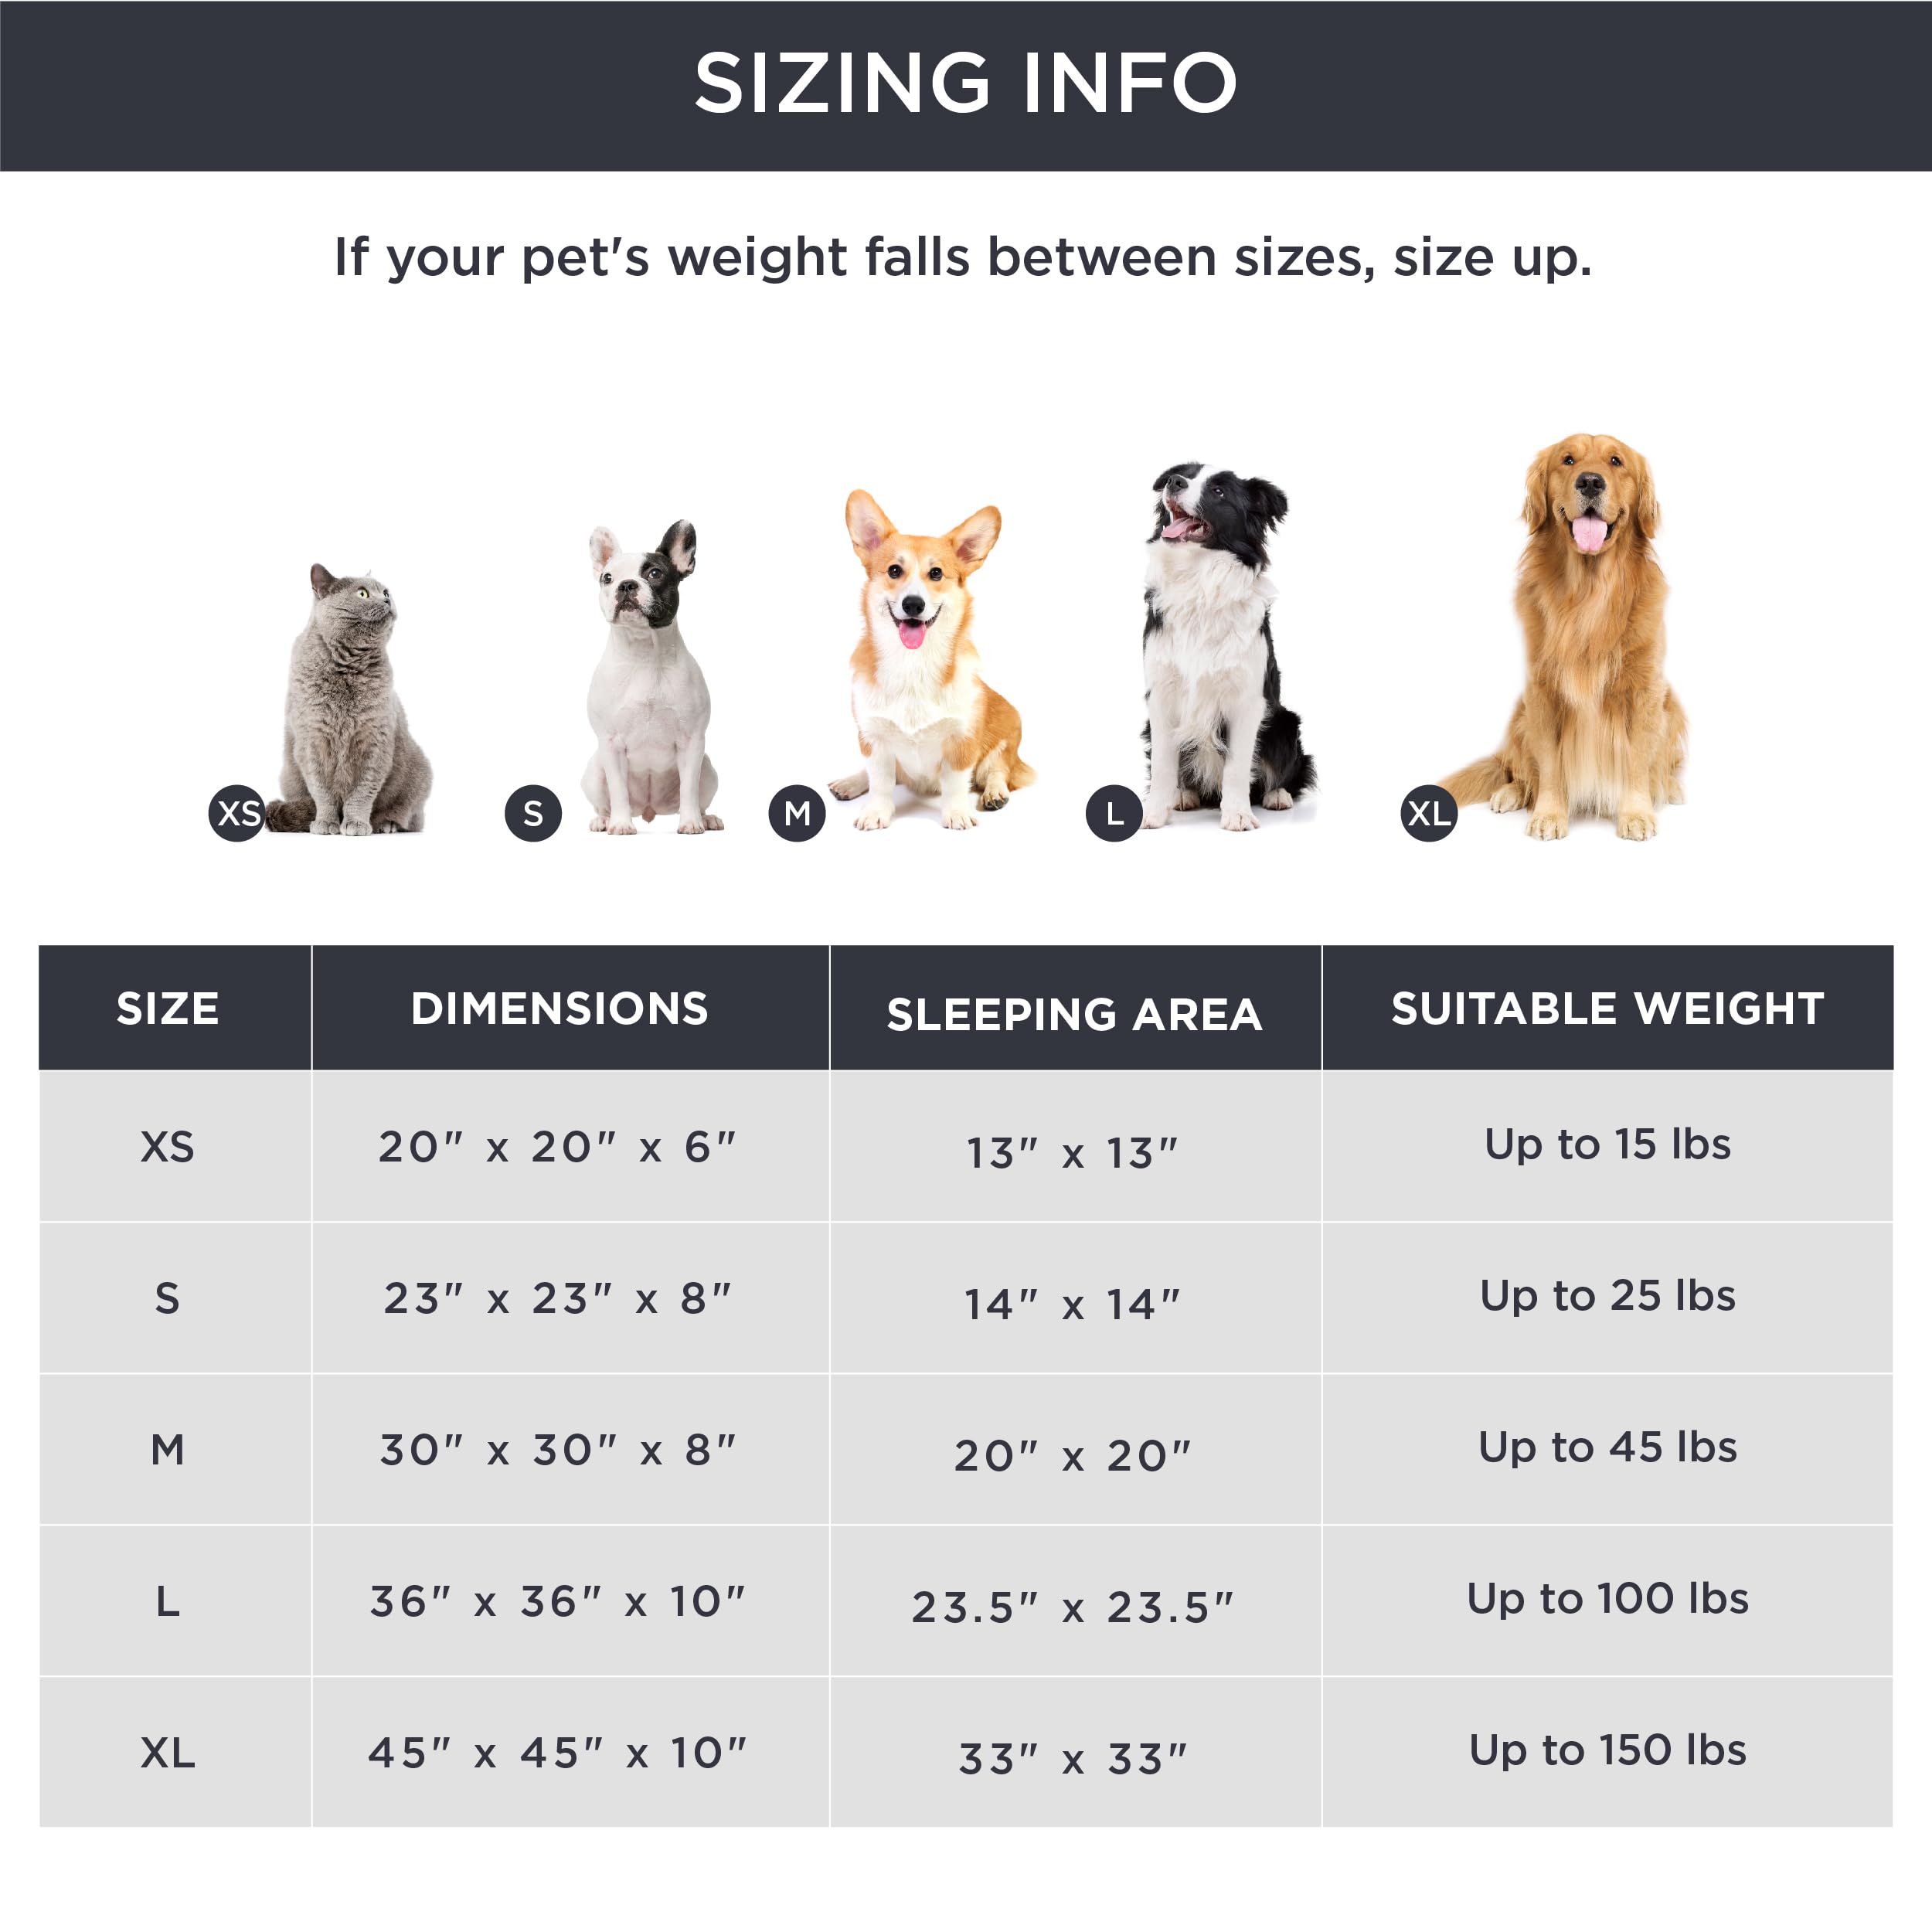 SIZING INFO
If your pet's weight falls between sizes, size up.
XS S M L XL
SIZE DIMENSIONS SLEEPING AREA SUITABLE WEIGHT
XS 20" x 20" x 6" 13" x 13" Up to 15 lbs
S 23" x 23" x 8" 14" x 14" Up to 25 lbs
M 30" x 30" x 8" 20" x 20" Up to 45 lbs
L 36" x 36" x 10" 23.5" x 23.5" Up to 100 lbs
XL 45" x 45" x 10" 33" x 33" Up to 150 lbs